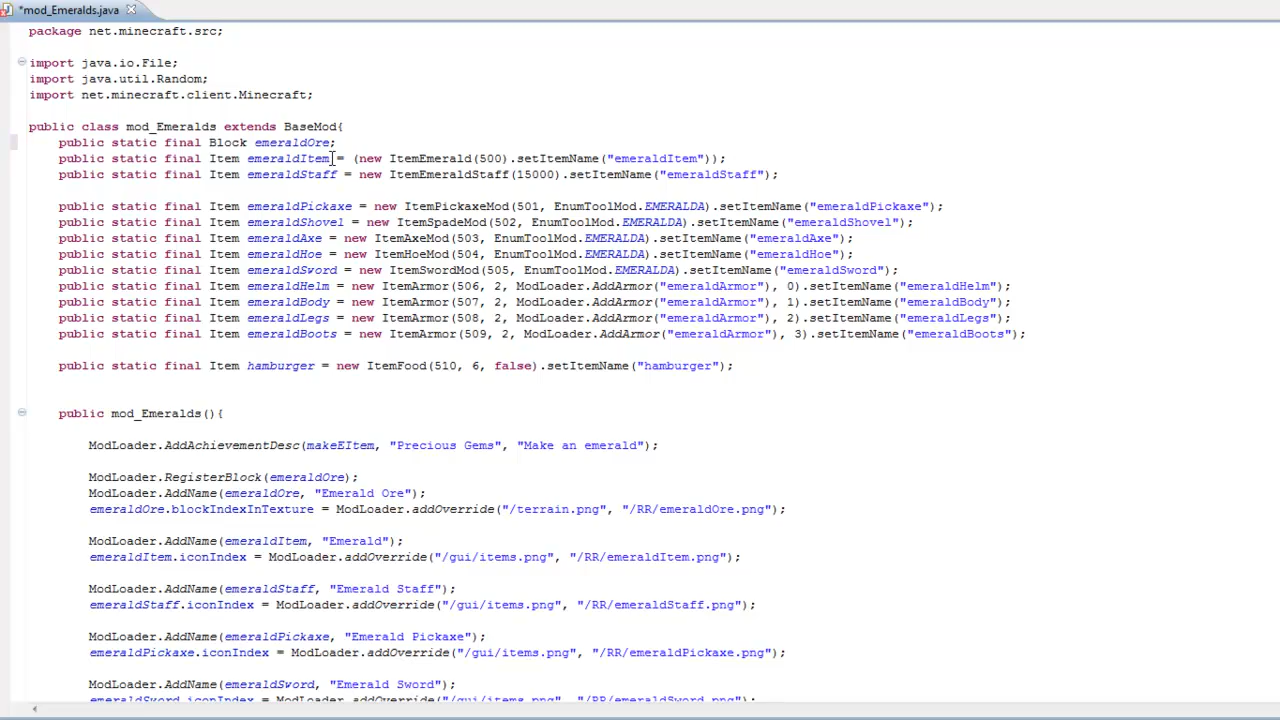 *mod_Emeralds.java
package net.minecraft.src;
import java.io.File;
import java.util.Random;
import net.minecraft.client.Minecraft;
public class mod_Emeralds extends BaseMod{
public static final Block emeraldOre;
public static final Item emeraldItem = (new ItemEmerald(500).setItemName("emeraldItem"));
public static final Item emeraldStaff = new ItemEmeraldStaff(15000).setItemName("emeraldStaff");
public static final Item emeraldPickaxe = new ItemPickaxeMod(501, EnumToolMod.EMERALDA).setItemName("emeraldPickaxe");
public static final Item emeraldShovel = new ItemSpadeMod(502, EnumToolMod.EMERALDA).setItemName("emeraldShovel");
public static final Item emeraldAxe = new ItemAxeMod(503, EnumToolMod.EMERALDA).setItemName("emeraldAxe");
public static final Item emeraldHoe = new ItemHoeMod(504, EnumToolMod.EMERALDA).setItemName("emeraldHoe");
public static final Item emeraldSword = new ItemSwordMod(505, EnumToolMod.EMERALDA).setItemName("emeraldSword");
public static final Item emeraldHelm = new ItemArmor(506, 2, ModLoader.AddArmor("emeraldArmor"), 0).setItemName("emeraldHelm");
public static final Item emeraldBody = new ItemArmor(507, 2, ModLoader.AddArmor("emeraldArmor"), 1).setItemName("emeraldBody");
public static final Item emeraldLegs = new ItemArmor(508, 2, ModLoader.AddArmor("emeraldArmor"), 2).setItemName("emeraldLegs");
public static final Item emeraldBoots = new ItemArmor(509, 2, ModLoader.AddArmor("emeraldArmor"), 3).setItemName("emeraldBoots");
public static final Item hamburger = new ItemFood(510, 6, false).setItemName("hamburger");
public mod_Emeralds(){
ModLoader.AddAchievementDesc(makeEItem, "Precious Gems", "Make an emerald");
ModLoader.RegisterBlock(emeraldOre);
ModLoader.AddName(emeraldOre, "Emerald Ore");
emeraldOre.blockIndexInTexture = ModLoader.addOverride("/terrain.png", "/RR/emeraldOre.png");
ModLoader.AddName(emeraldItem, "Emerald");
emeraldItem.iconIndex = ModLoader.addOverride("/gui/items.png", "/RR/emeraldItem.png");
ModLoader.AddName(emeraldStaff, "Emerald Staff");
emeraldStaff.iconIndex = ModLoader.addOverride("/gui/items.png", "/RR/emeraldStaff.png");
ModLoader.AddName(emeraldPickaxe, "Emerald Pickaxe");
emeraldPickaxe.iconIndex = ModLoader.addOverride("/gui/items.png", "/RR/emeraldPickaxe.png");
ModLoader.AddName(emeraldSword, "Emerald Sword");
emeraldSword.iconIndex = ModLoader.addOverride("/gui/items.png", "/RR/emeraldSword.png");